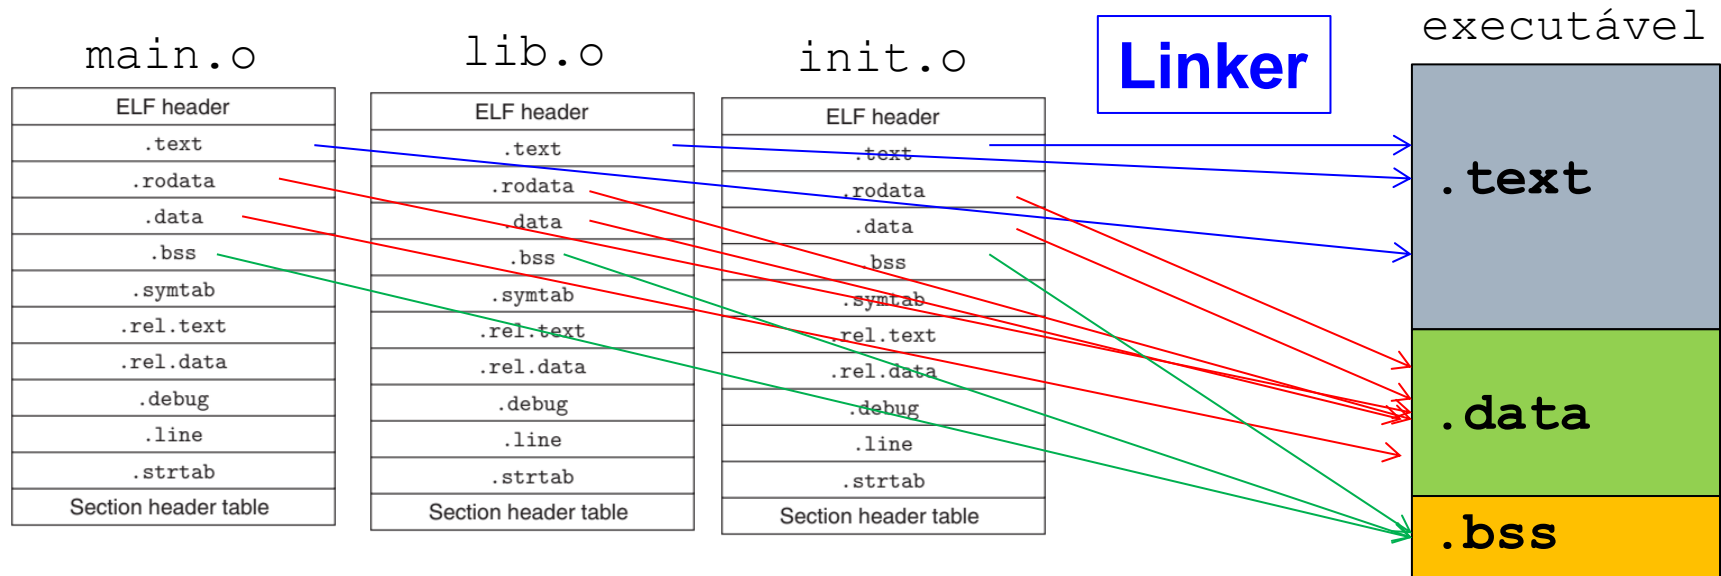 main.o
ELF header
.text
.rodata
.data
.bss
.symtab
.rel.text
.rel.data
.debug
.line
.strtab
Section header table
lib.o
ELF header
.text
.rodata
.data
.bss
.symtab
.rel.text
.rel.data
.debug
.line
.strtab
Section header table
init.o
ELF header
.text
.rodata
.data
.bss
.symtab
.rel.text
.rel.data
.debug
.line
.strtab
Section header table
Linker
executável
.text
.data
.bss